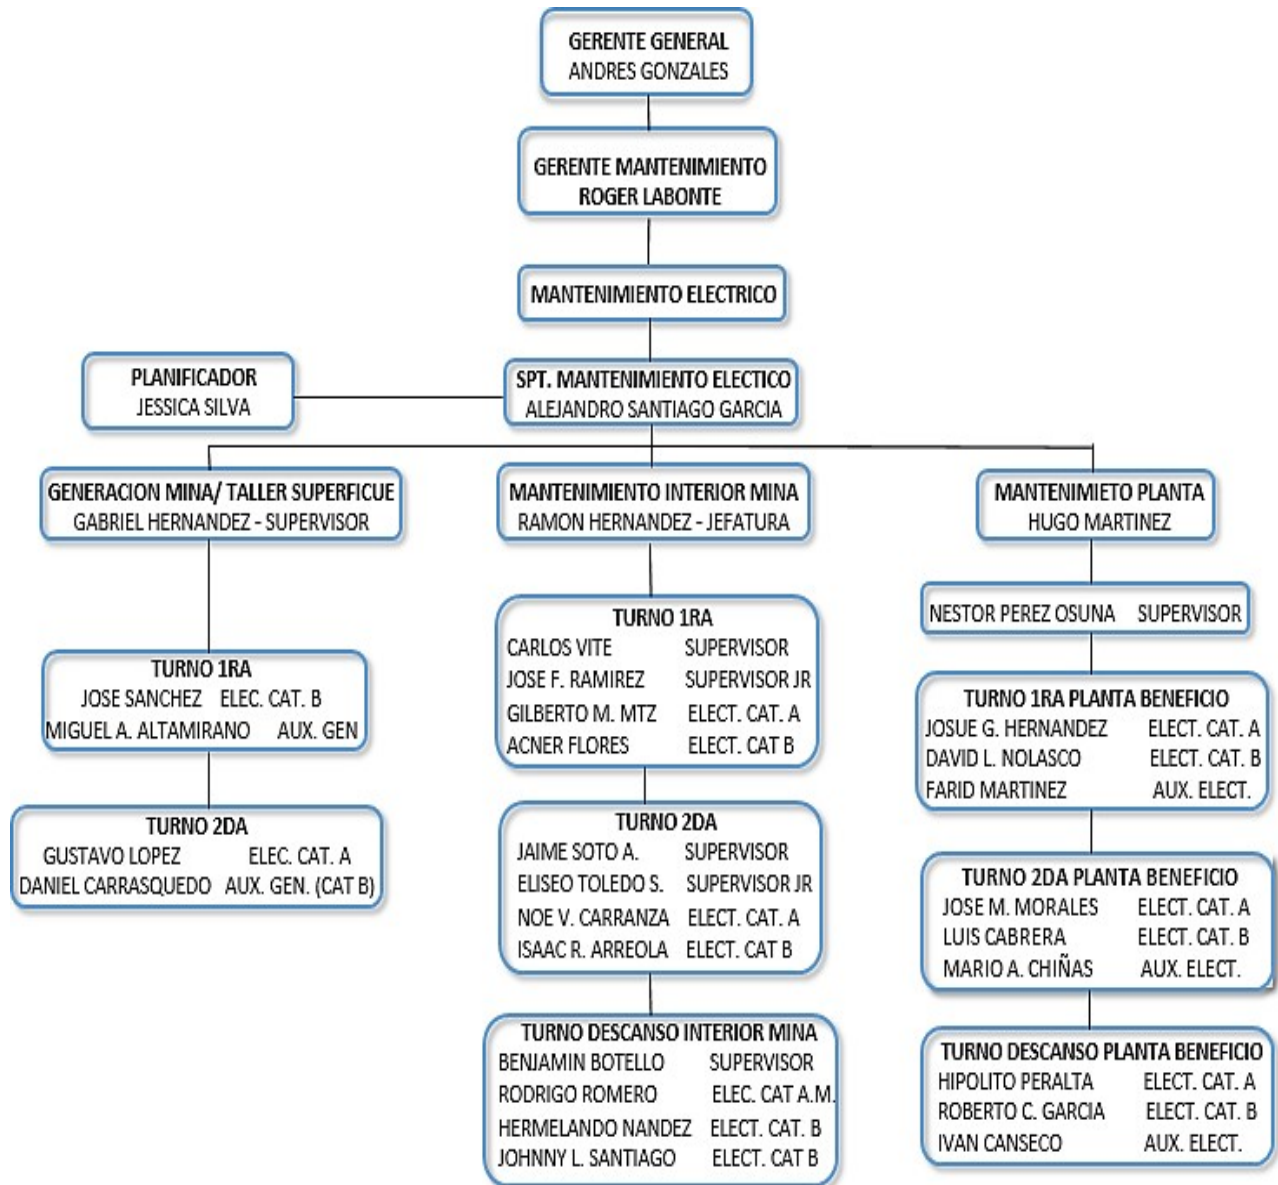 GERENTE GENERAL
ANDRES GONZALES
GERENTE MANTENIMIENTO
ROGER LABONTE
MANTENIMIENTO ELECTRICO
PLANIFICADOR
JESSICA SILVA
SPT. MANTENIMIENTO ELECTICO
ALEJANDRO SANTIAGO GARCIA
GENERACION MINA/ TALLER SUPERFICUE
GABRIEL HERNANDEZ - SUPERVISOR
TURNO 1RA
JOSE SANCHEZ ELEC. CAT. B
MIGUEL A. ALTAMIRANO AUX. GEN
TURNO 2DA
GUSTAVO LOPEZ ELEC. CAT. A
DANIEL CARRASQUEDO AUX. GEN. (CAT B)
MANTENIMIENTO INTERIOR MINA
RAMON HERNANDEZ - JEFATURA
TURNO 1RA
CARLOS VITE SUPERVISOR
JOSE F. RAMIREZ SUPERVISOR JR
GILBERTO M. MTZ ELECT. CAT. A
ACNER FLORES ELECT. CAT B
TURNO 2DA
JAIME SOTO A. SUPERVISOR
ELISEO TOLEDO S. SUPERVISOR JR
NOE V. CARRANZA ELECT. CAT. A
ISAAC R. ARREOLA ELECT. CAT B
TURNO DESCANSO INTERIOR MINA
BENJAMIN BOTELLO SUPERVISOR
RODRIGO ROMERO ELEC. CAT A.M.
HERMELANDO NANDEZ ELECT. CAT. B
JOHNNY L. SANTIAGO ELECT. CAT B
MANTENIMIETO PLANTA
HUGO MARTINEZ
NESTOR PEREZ OSUNA SUPERVISOR
TURNO 1RA PLANTA BENEFICIO
JOSUE G. HERNANDEZ ELECT. CAT. A
DAVID L. NOLASCO ELECT. CAT. B
FARID MARTINEZ AUX. ELECT.
TURNO 2DA PLANTA BENEFICIO
JOSE M. MORALES ELECT. CAT. A
LUIS CABRERA ELECT. CAT. B
MARIO A. CHIÑAS AUX. ELECT.
TURNO DESCANSO PLANTA BENEFICIO
HIPOLITO PERALTA ELECT. CAT. A
ROBERTO C. GARCIA ELECT. CAT. B
IVAN CANSECO AUX. ELECT.